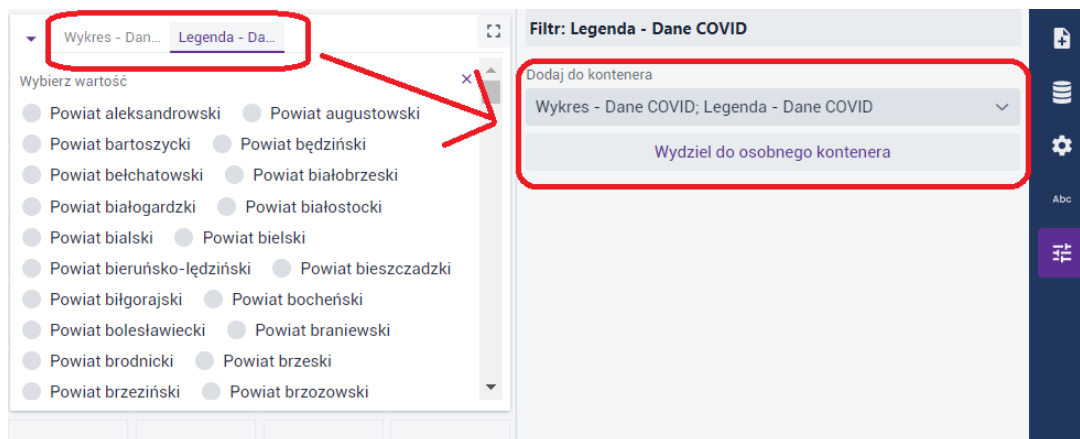 Wykres - Dan... Legenda - Da...
Wybierz wartość
Powiat aleksandrowski Powiat augustowski
Powiat bartoszycki Powiat będziński
Powiat bełchatowski Powiat białobrzeski
Powiat białogardzki Powiat białostocki
Powiat bialski Powiat bielski
Powiat bieruńsko-lędziński Powiat bieszczadzki
Powiat biłgorajski Powiat bocheński
Powiat bolesławiecki Powiat braniewski
Powiat brodnicki Powiat brzeski
Powiat brzeziński Powiat brzozowski
Filtr: Legenda - Dane COVID
Dodaj do kontenera
Wykres - Dane COVID; Legenda - Dane COVID
Wydziel do osobnego kontenera
Abc